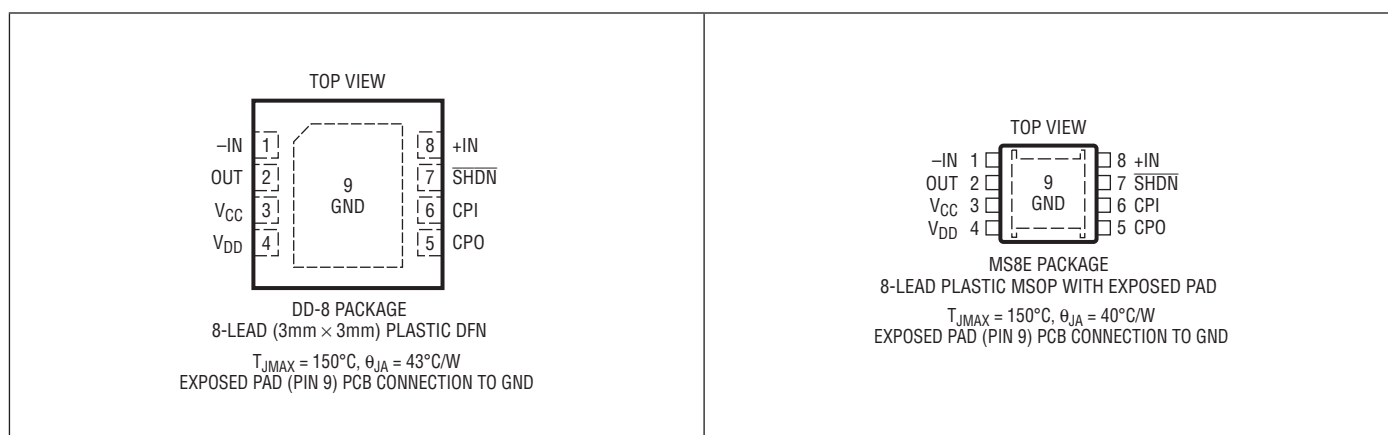 TOP VIEW
–IN 1 8 +IN
OUT 2 7 SHDN
VCC 3 6 CPI
VDD 4 5 CPO
9
GND
DD-8 PACKAGE
8-LEAD (3mm × 3mm) PLASTIC DFN
TJMAX = 150°C, θJA = 43°C/W
EXPOSED PAD (PIN 9) PCB CONNECTION TO GND
TOP VIEW
–IN 1 8 +IN
OUT 2 7 SHDN
VCC 3 6 CPI
VDD 4 5 CPO
9
GND
MS8E PACKAGE
8-LEAD PLASTIC MSOP WITH EXPOSED PAD
TJMAX = 150°C, θJA = 40°C/W
EXPOSED PAD (PIN 9) PCB CONNECTION TO GND